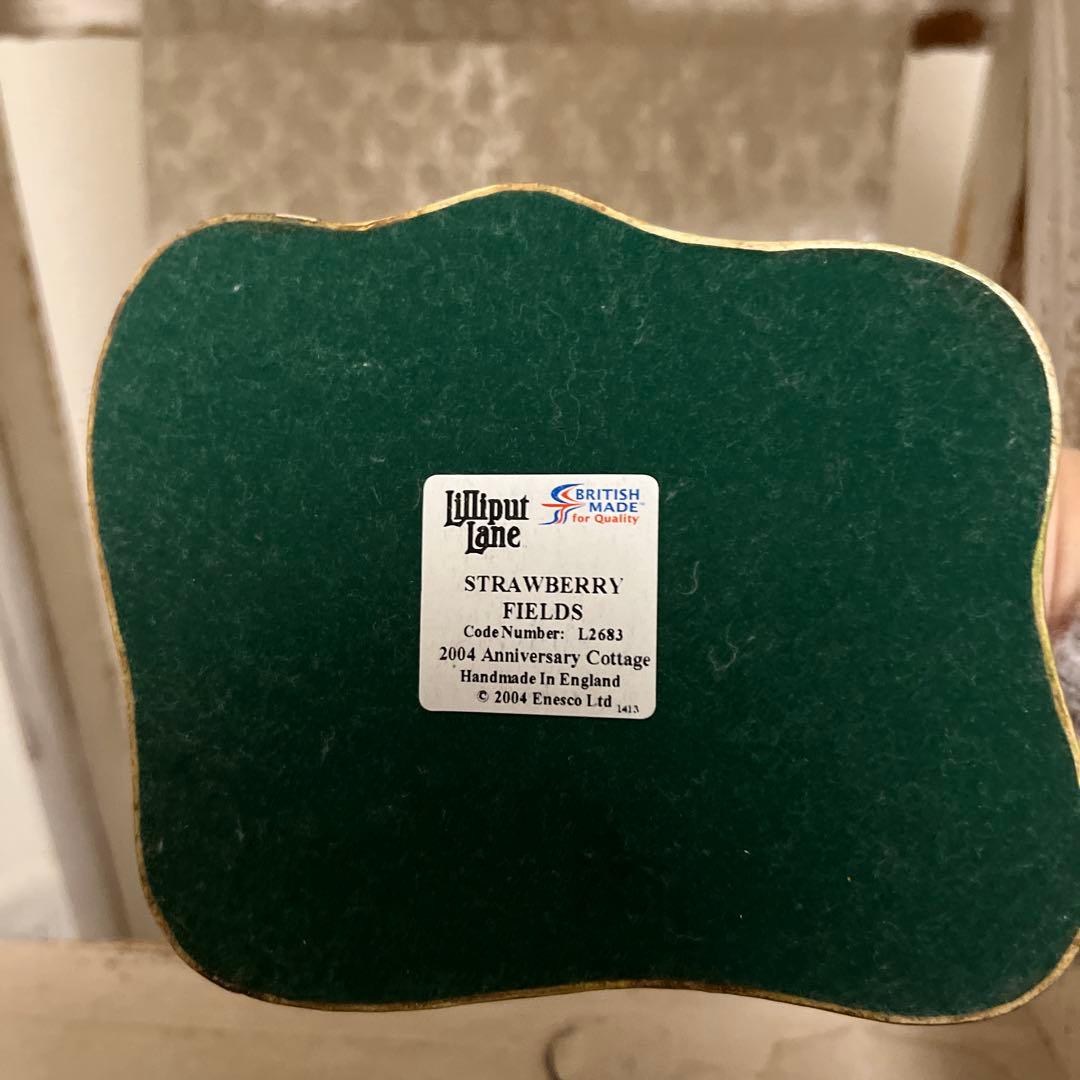 Lilliput
Lane
BRITISH
MADE™
for Quality
STRAWBERRY
FIELDS
Code Number: L2683
2004 Anniversary Cottage
Handmade In England
© 2004 Enesco Ltd
1413